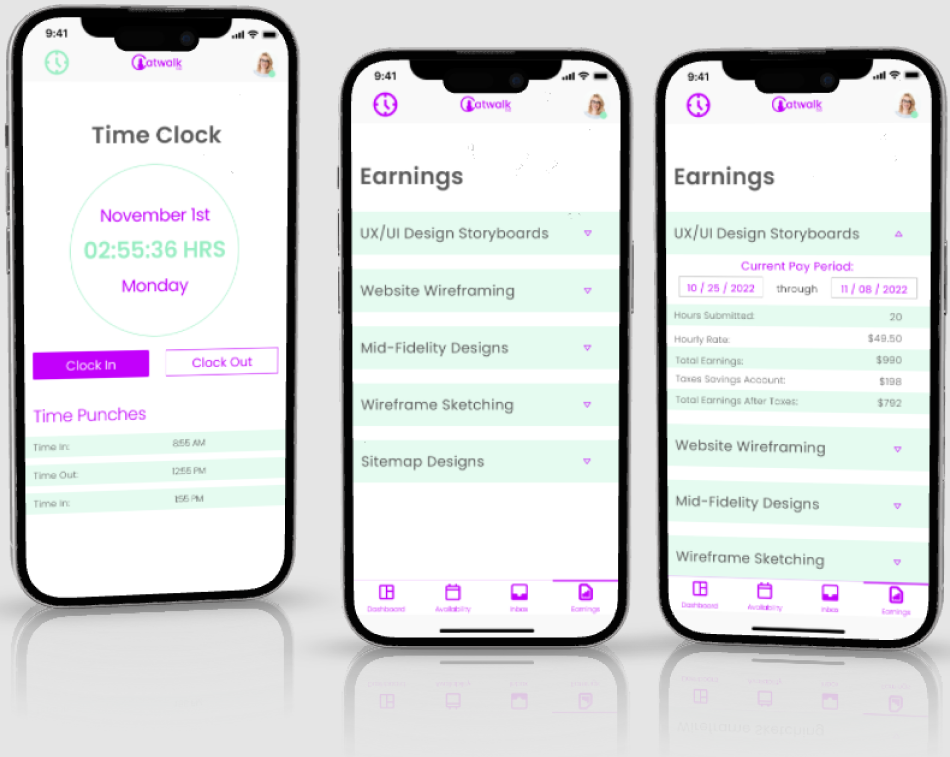 9:41
Catwalk
Time Clock
November 1st
02:55:36 HRS
Monday
Clock In
Clock Out
Time Punches
Time In: 8:55 AM
Time Out: 12:55 PM
Time In: 1:55 PM
9:41
Catwalk
Earnings
UX/UI Design Storyboards
Website Wireframing
Mid-Fidelity Designs
Wireframe Sketching
Sitemap Designs
Dashboard Availability Inbox Earnings
9:41
Catwalk
Earnings
UX/UI Design Storyboards
Current Pay Period:
10 / 25 / 2022 through 11 / 08 / 2022
Hours Submitted: 20
Hourly Rate: $49.50
Total Earnings: $990
Taxes Savings Account: $198
Total Earnings After Taxes: $792
Website Wireframing
Mid-Fidelity Designs
Wireframe Sketching
Dashboard Availability Inbox Earnings